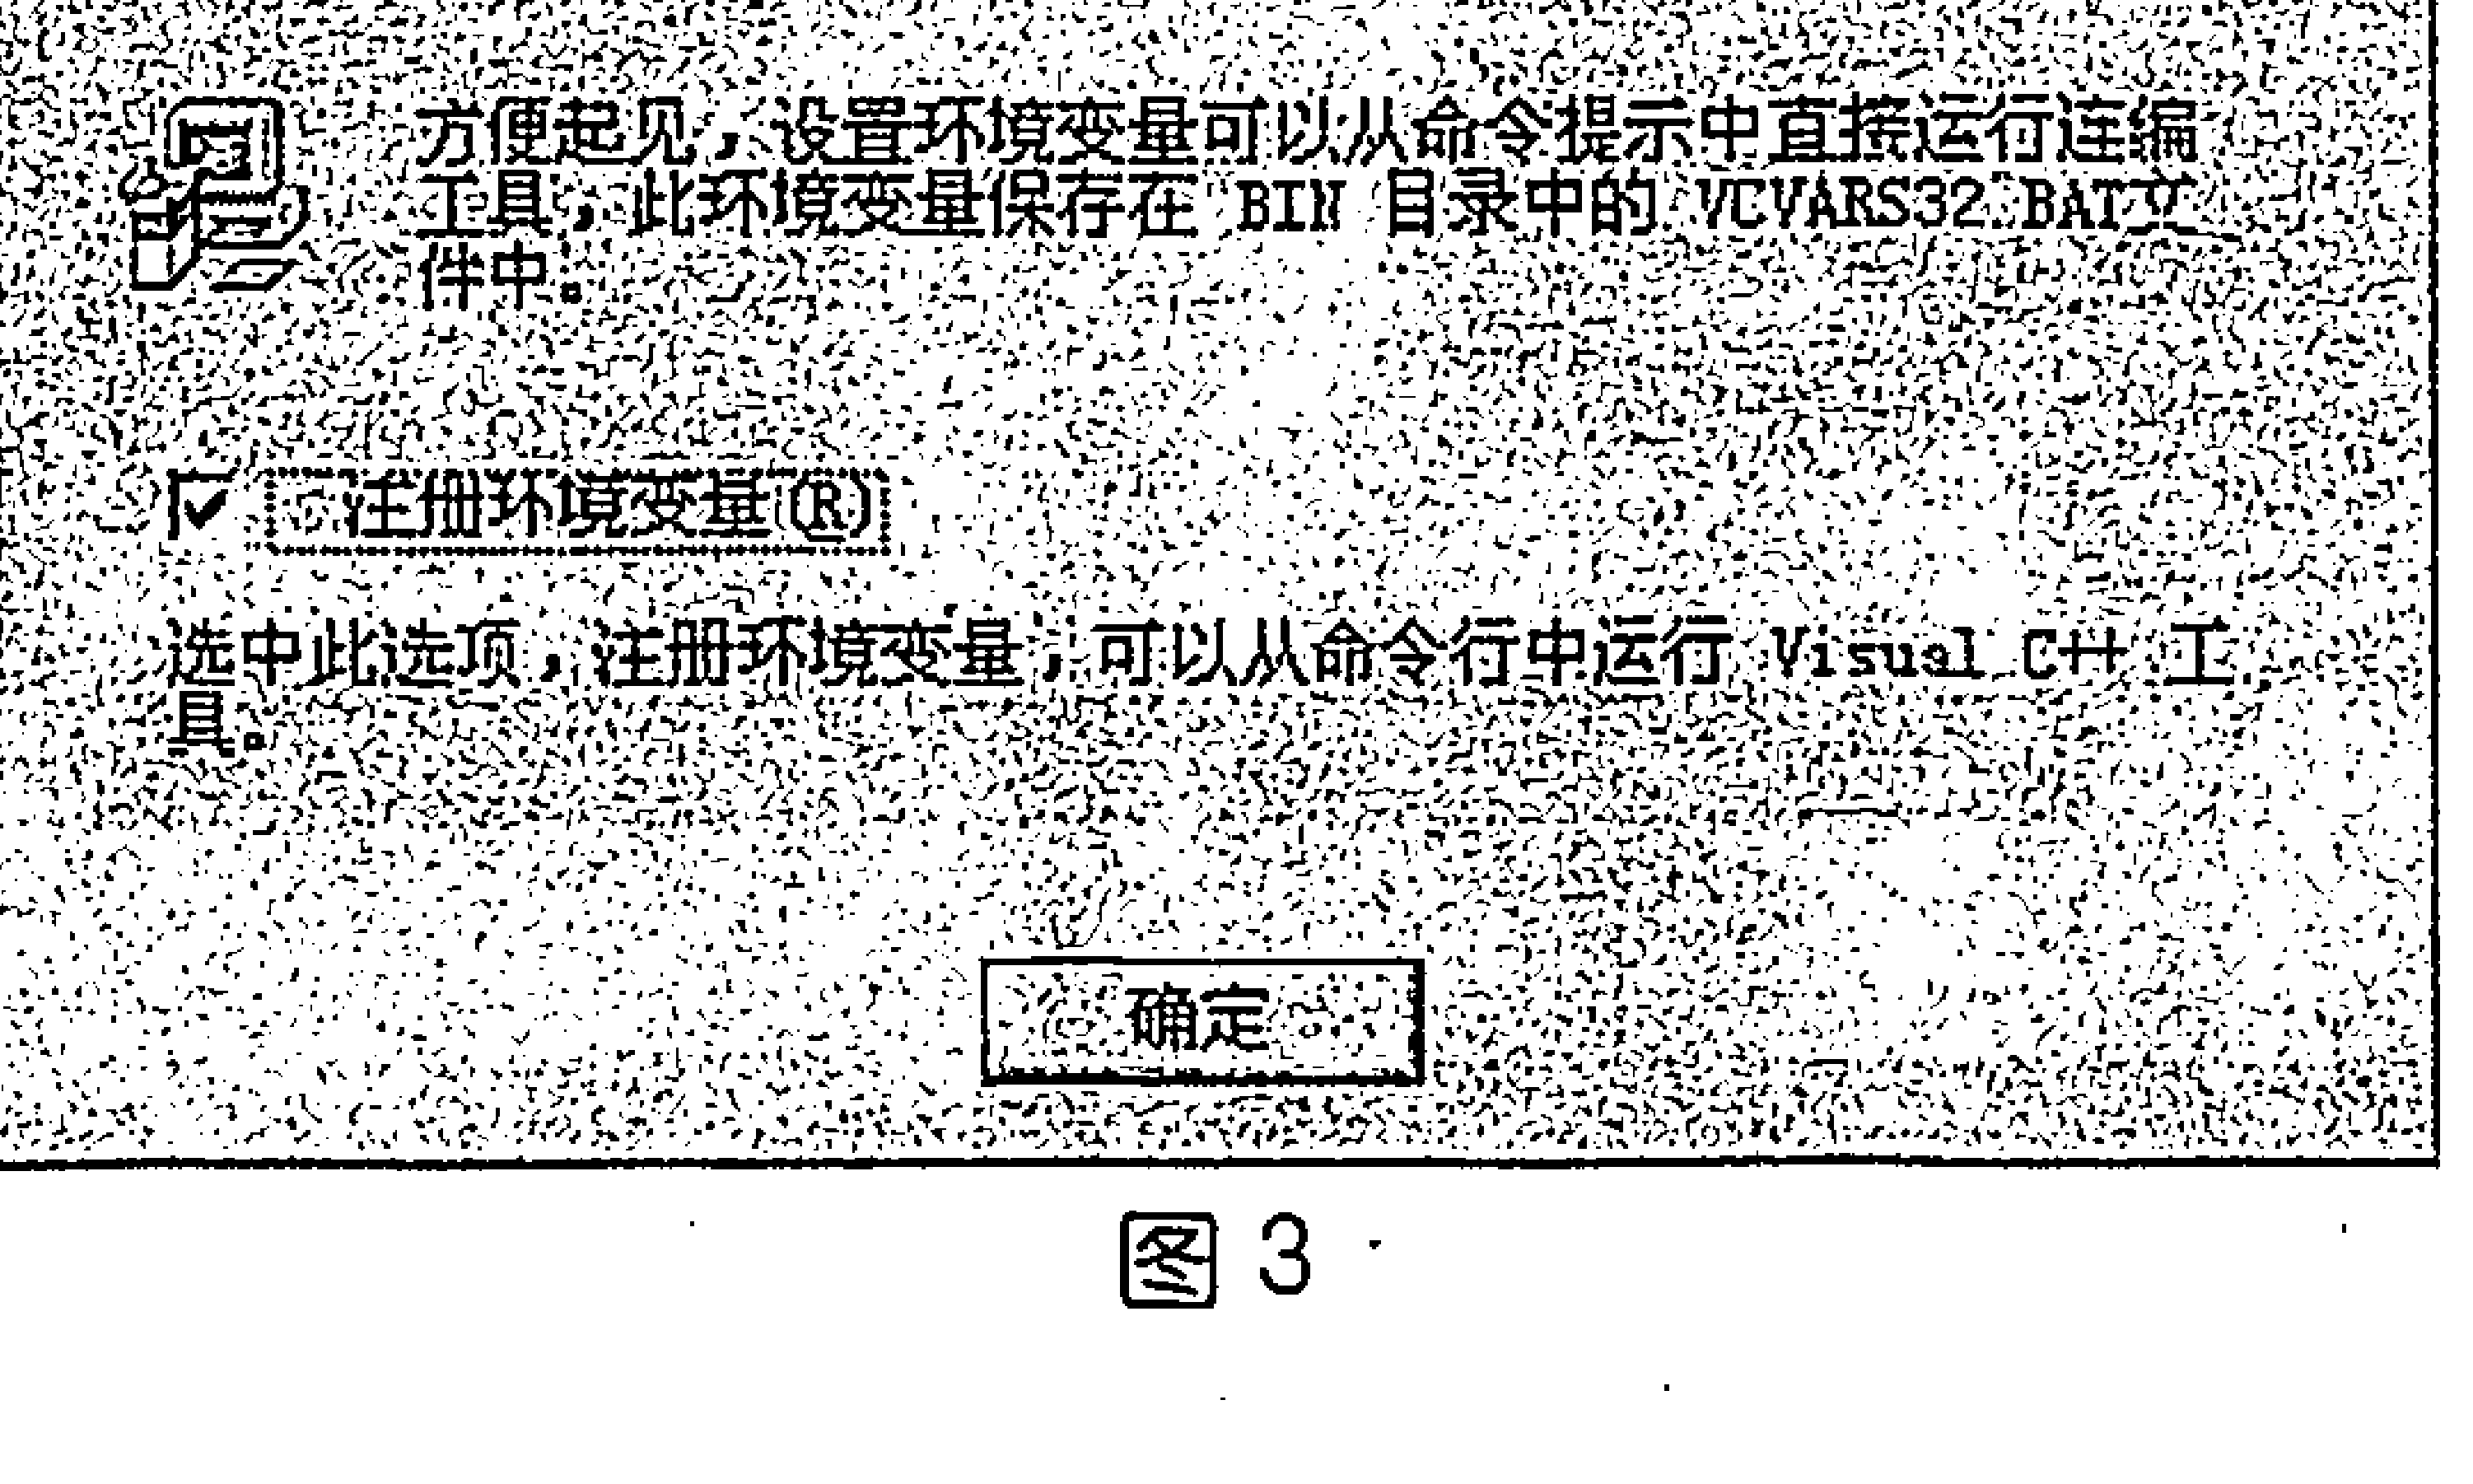 方便起见，设置环境变量可以从命令提示中直接运行连编
工具，此环境变量保存在 BIN 目录中的 VCVARS32.BAT文
件中。
注册环境变量(R)
选中此选项，注册环境变量，可以从命令行中运行 Visual C++ 工
具。
确定
图 3